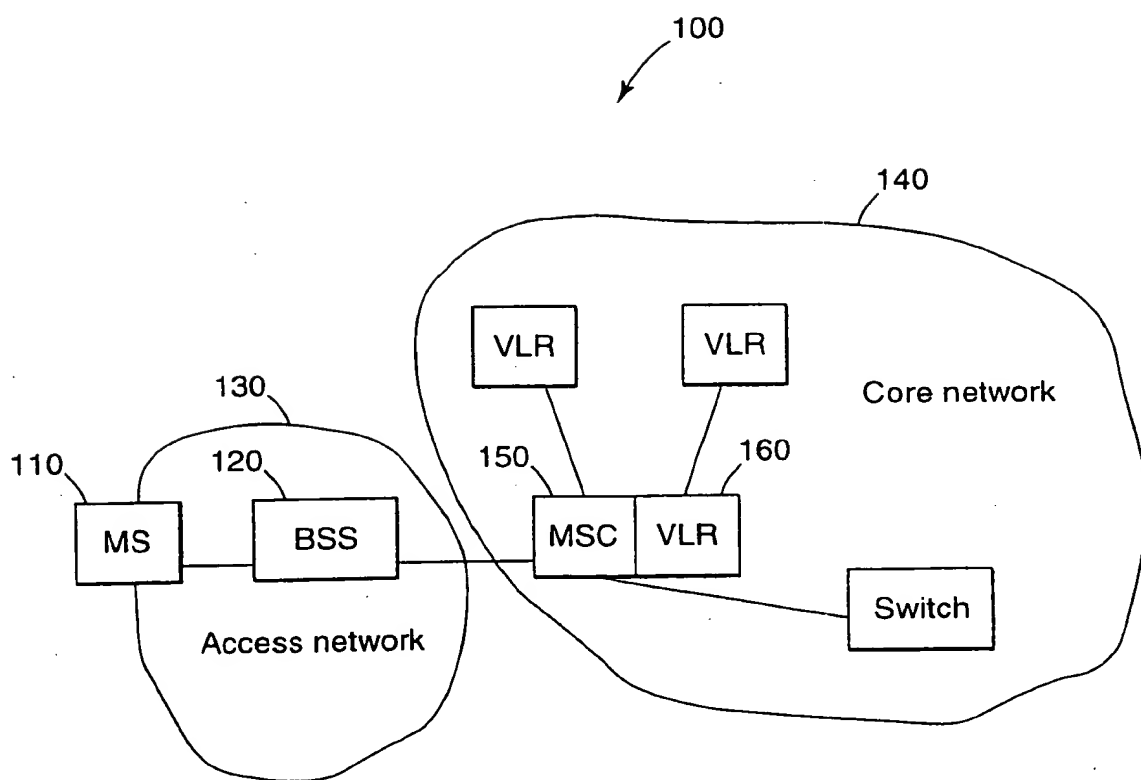 100
140
VLR
VLR
Core network
130
110
120
150
160
MS
BSS
MSC
VLR
Switch
Access network